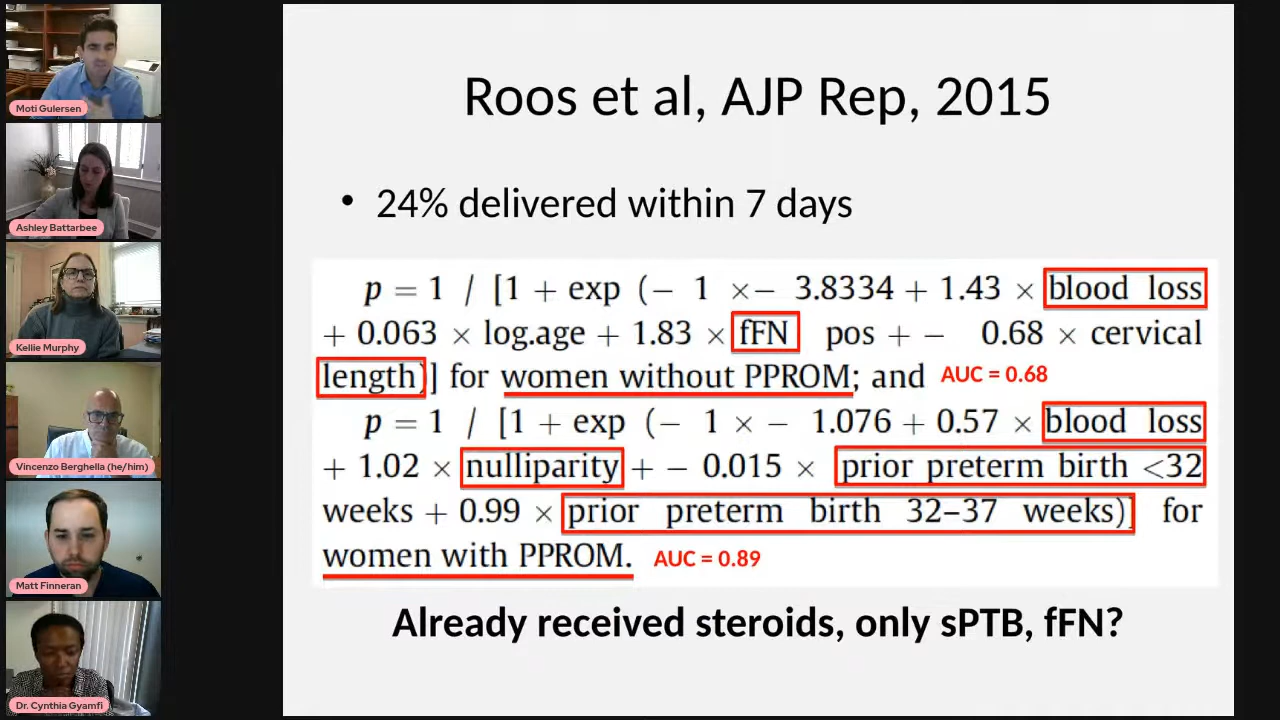 Moti Gulersen
Ashley Battarbee
Kellie Murphy
Vincenzo Berghella (he/him)
Matt Finneran
Dr. Cynthia Gyamfi
Roos et al, AJP Rep, 2015
• 24% delivered within 7 days
p = 1 / [1 + exp (− 1 ×− 3.8334 + 1.43 × blood loss
+ 0.063 × log.age + 1.83 × fFN pos + − 0.68 × cervical
length)] for women without PPROM; and AUC = 0.68
p = 1 / [1 + exp (− 1 × − 1.076 + 0.57 × blood loss
+ 1.02 × nulliparity + − 0.015 × prior preterm birth <32
weeks + 0.99 × prior preterm birth 32–37 weeks)] for
women with PPROM. AUC = 0.89
Already received steroids, only sPTB, fFN?